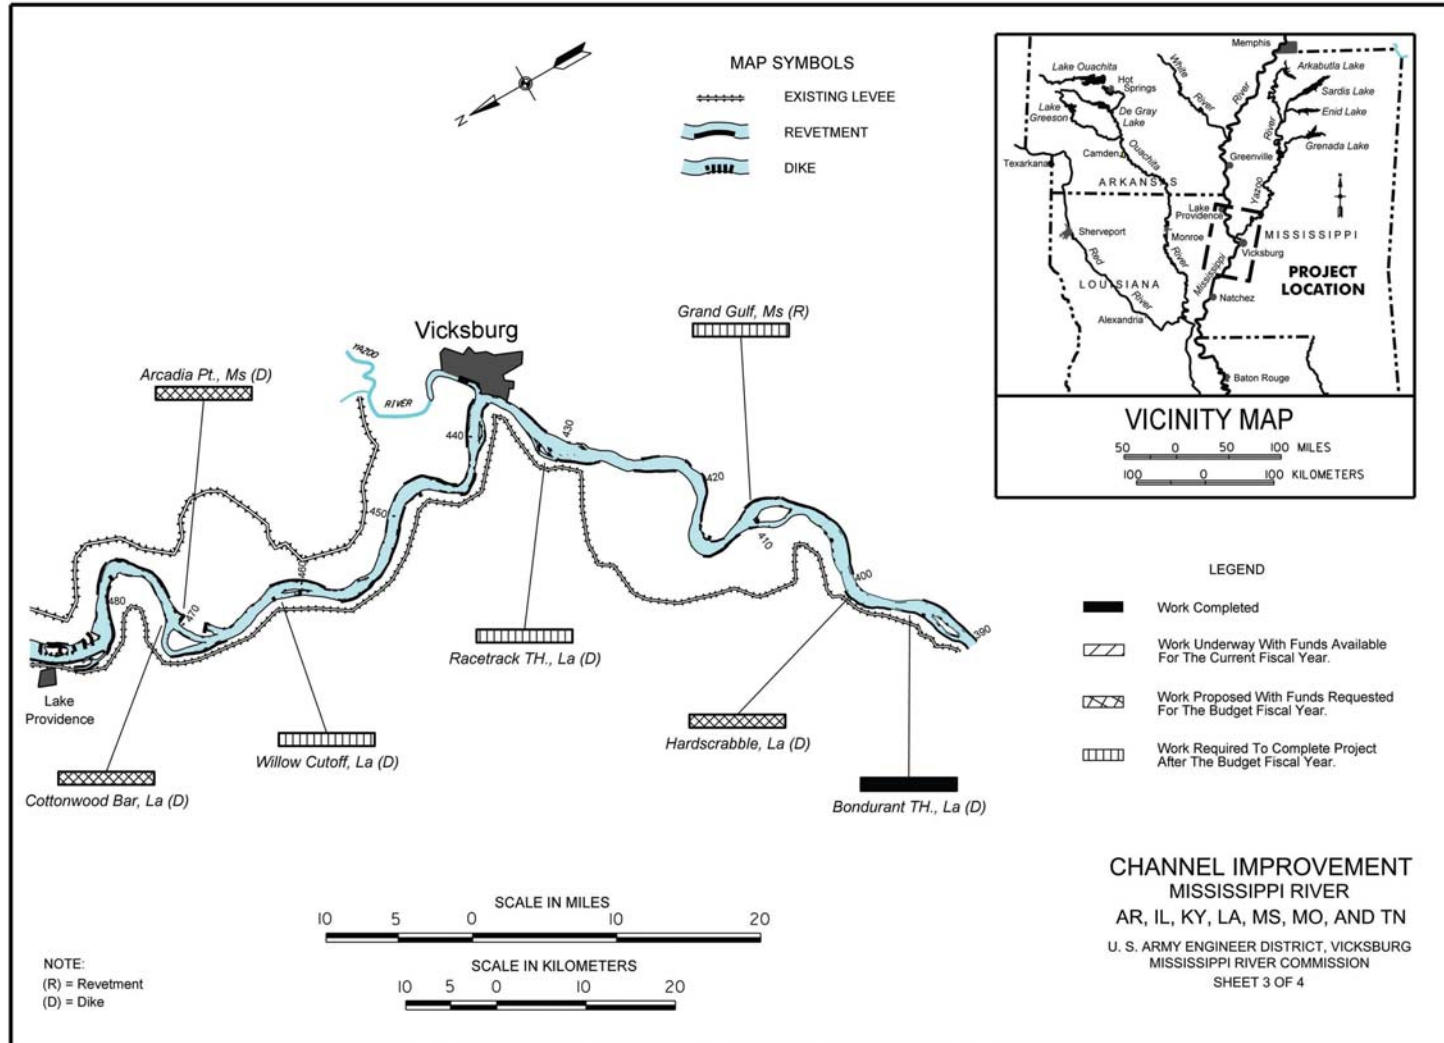 MAP SYMBOLS
EXISTING LEVEE
REVETMENT
DIKE
N
Memphis
Lake Ouachita
Hot
Springs
White
River
River
Arkabutla Lake
Sardis Lake
Enid Lake
Grenada Lake
Lake
Greeson
De Gray
Lake
Camden
Ouachita
River
Texarkana
ARKANSAS
Greenville
River
Yazoo
Lake
Providence
Sherveport
Monroe
MISSISSIPPI
Vicksburg
Red
River
LOUISIANA
Mississippi
Natchez
PROJECT
LOCATION
Alexandria
Baton Rouge
N
VICINITY MAP
50 0 50 100 MILES
100 0 100 KILOMETERS
Grand Gulf, Ms (R)
Vicksburg
YAZOO
RIVER
Arcadia Pt., Ms (D)
440
430
420
450
410
460
400
480
470
390
Racetrack TH., La (D)
Lake
Providence
Willow Cutoff, La (D)
Hardscrabble, La (D)
Cottonwood Bar, La (D)
Bondurant TH., La (D)
LEGEND
Work Completed
Work Underway With Funds Available
For The Current Fiscal Year.
Work Proposed With Funds Requested
For The Budget Fiscal Year.
Work Required To Complete Project
After The Budget Fiscal Year.
SCALE IN MILES
10 5 0 10 20
SCALE IN KILOMETERS
10 5 0 10 20
NOTE:
(R) = Revetment
(D) = Dike
CHANNEL IMPROVEMENT
MISSISSIPPI RIVER
AR, IL, KY, LA, MS, MO, AND TN
U. S. ARMY ENGINEER DISTRICT, VICKSBURG
MISSISSIPPI RIVER COMMISSION
SHEET 3 OF 4